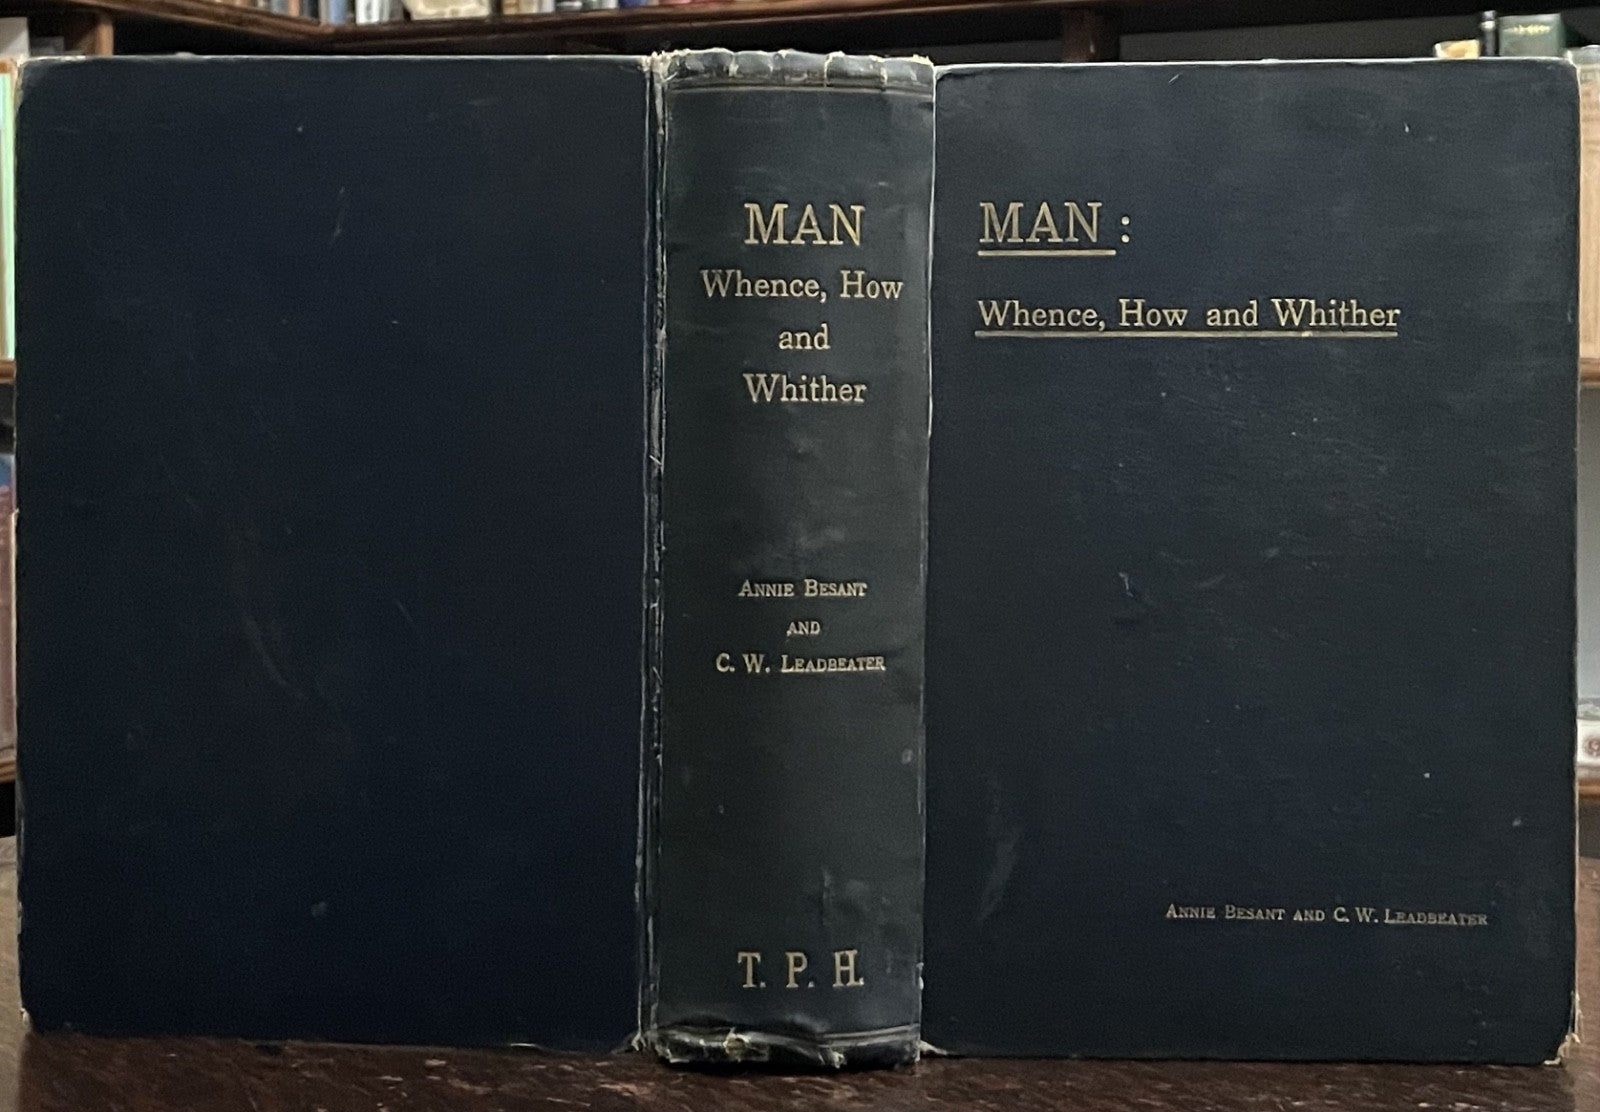 MAN
Whence, How
and
Whither
ANNIE BESANT
AND
C. W. LEADBEATER
T. P. H.
MAN :
Whence, How and Whither
ANNIE BESANT AND C. W. LEADBEATER